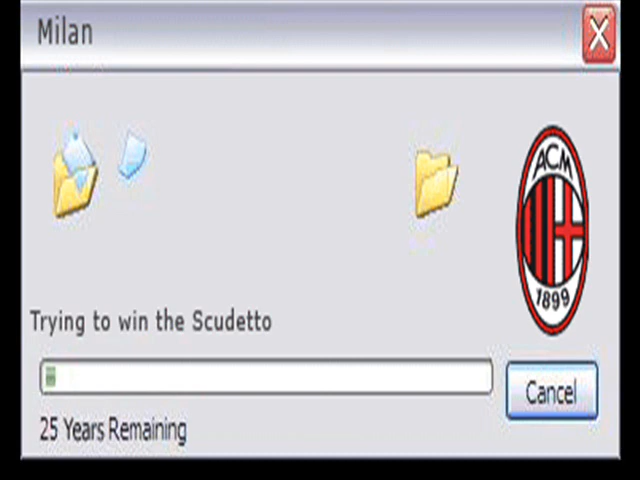 Milan
ACM
1899
Trying to win the Scudetto
Cancel
25 Years Remaining